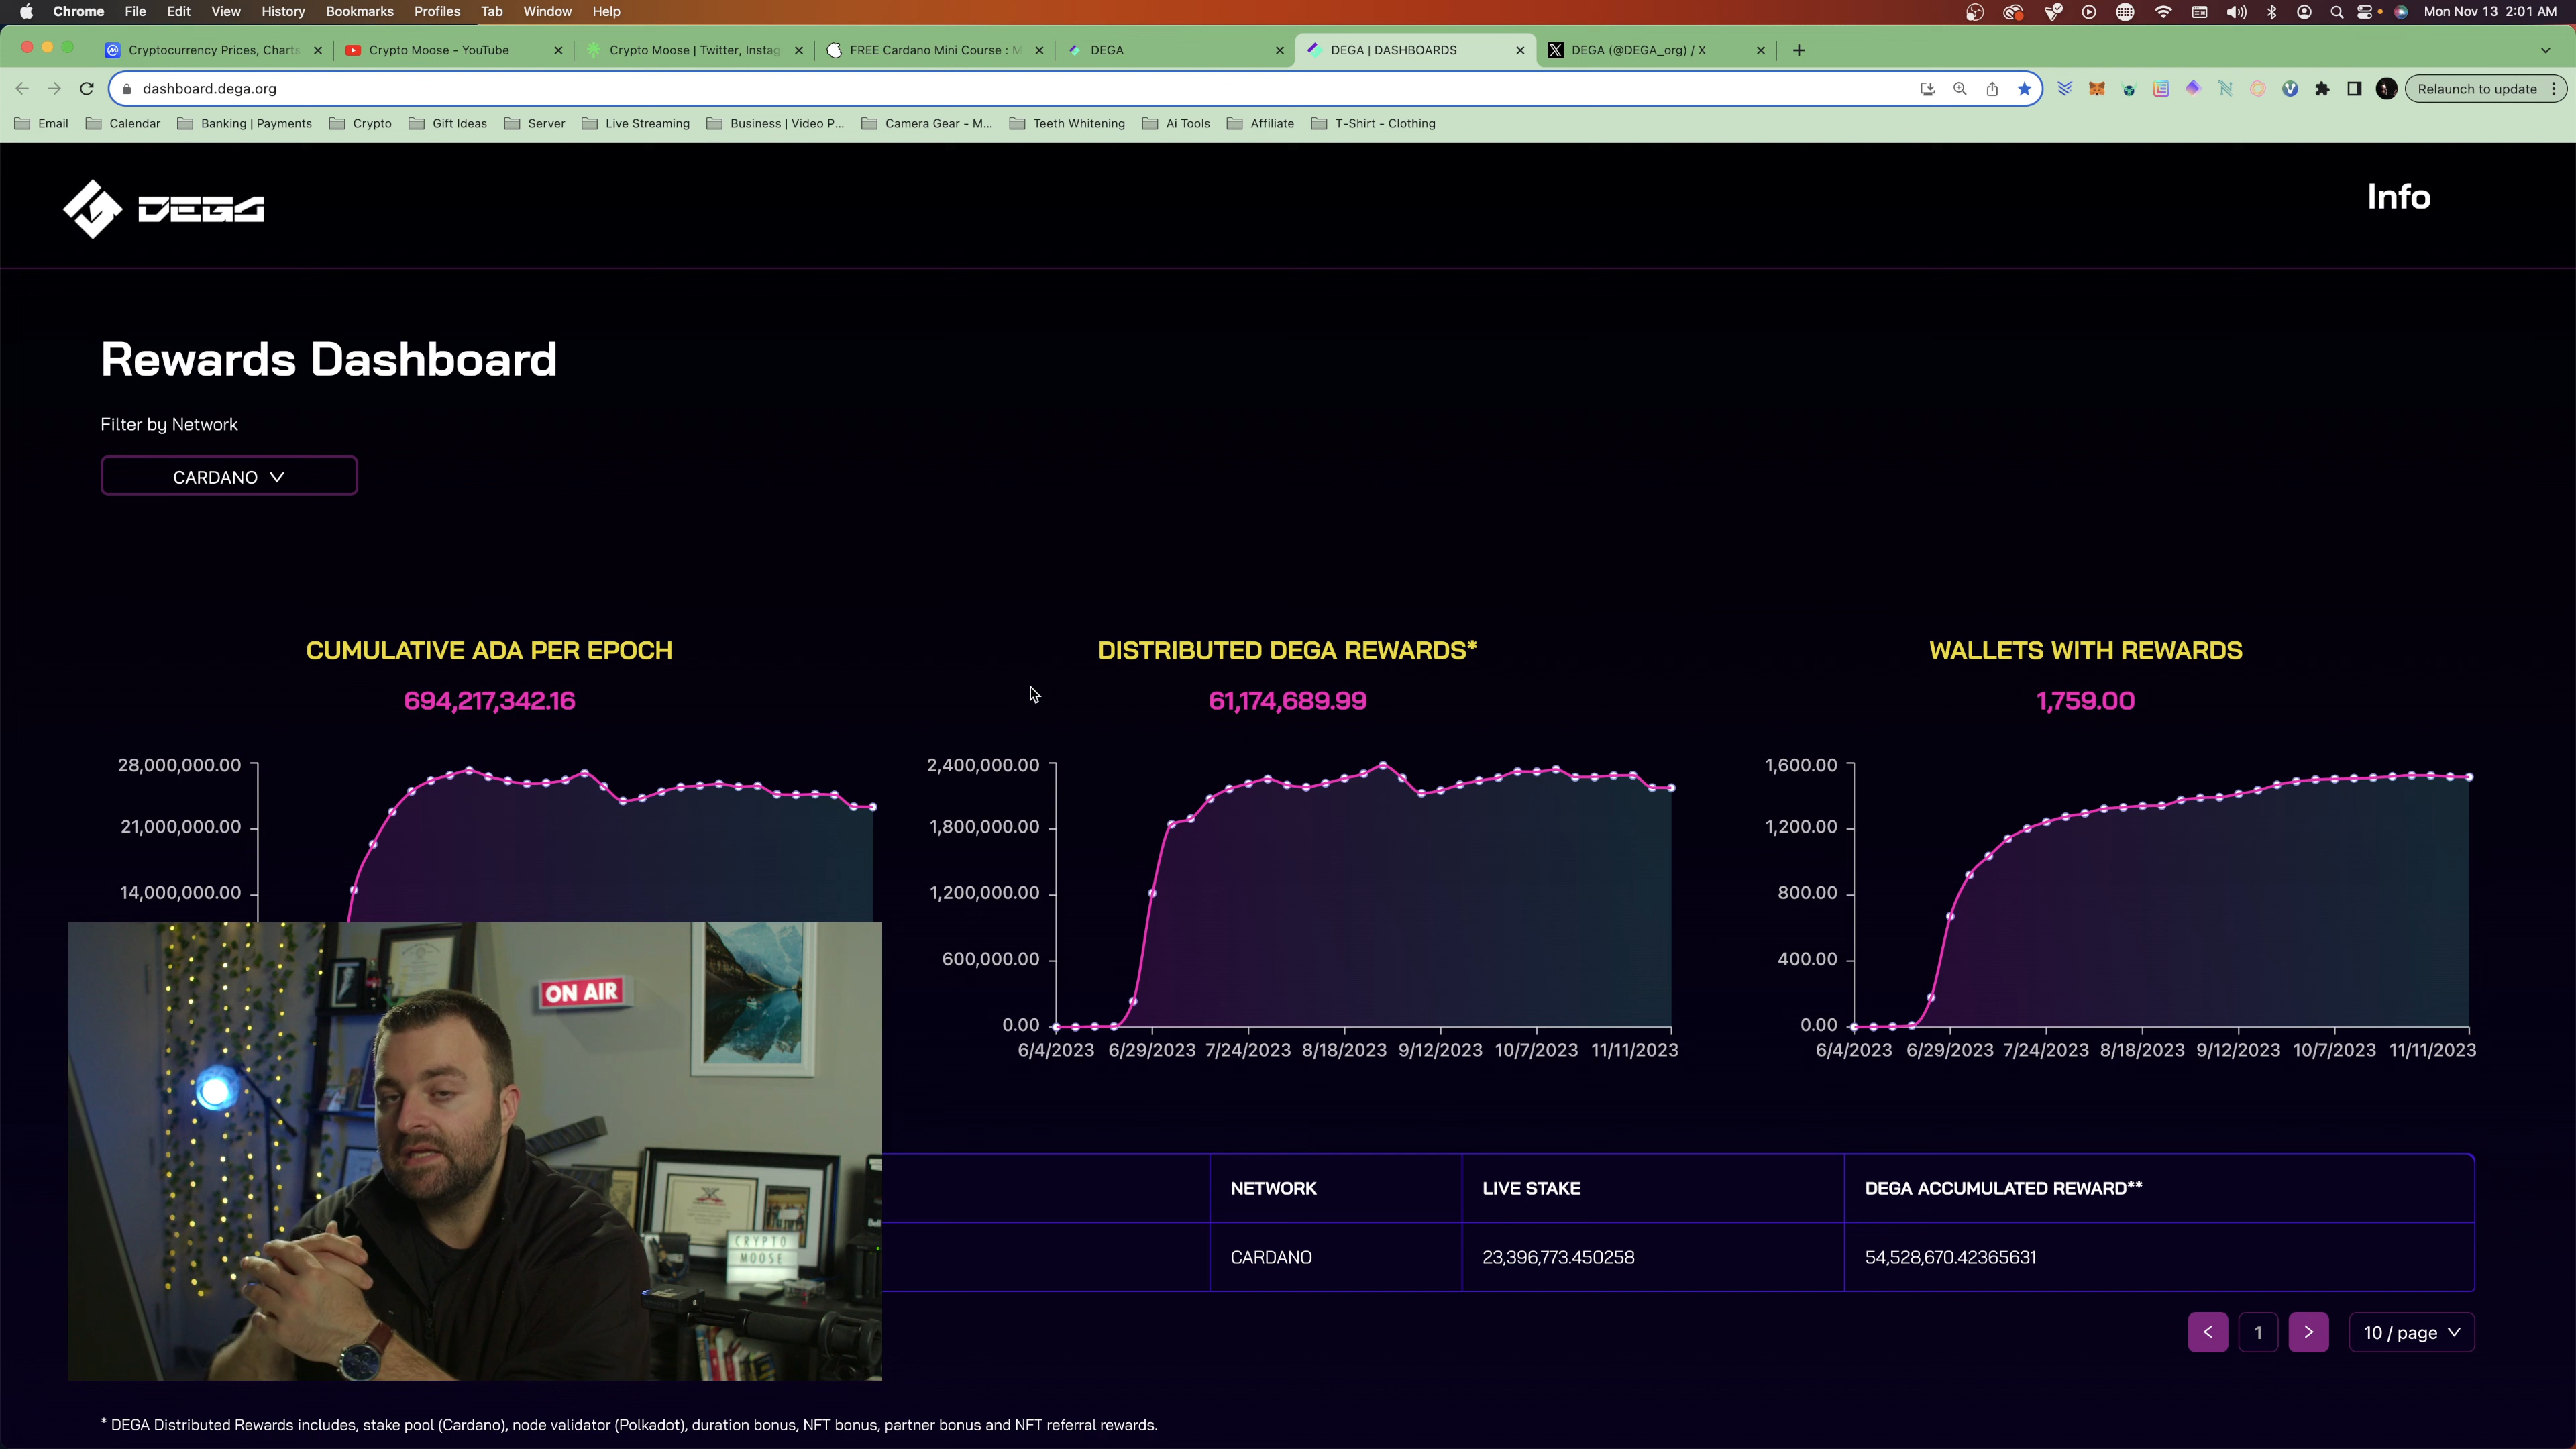 Chrome File Edit View History Bookmarks Profiles Tab Window Help Mon Nov 13 2:01 AM
Cryptocurrency Prices, Charts Crypto Moose - YouTube Crypto Moose | Twitter, Instag FREE Cardano Mini Course : M DEGA DEGA | DASHBOARDS DEGA (@DEGA_org) / X
dashboard.dega.org Relaunch to update
Email Calendar Banking | Payments Crypto Gift Ideas Server Live Streaming Business | Video P... Camera Gear - M... Teeth Whitening Ai Tools Affiliate T-Shirt - Clothing
DEGA
Info
Rewards Dashboard
Filter by Network
CARDANO
CUMULATIVE ADA PER EPOCH
694,217,342.16
28,000,000.00
21,000,000.00
14,000,000.00
DISTRIBUTED DEGA REWARDS*
61,174,689.99
2,400,000.00
1,800,000.00
1,200,000.00
600,000.00
0.00
6/4/2023 6/29/2023 7/24/2023 8/18/2023 9/12/2023 10/7/2023 11/11/2023
WALLETS WITH REWARDS
1,759.00
1,600.00
1,200.00
800.00
400.00
0.00
6/4/2023 6/29/2023 7/24/2023 8/18/2023 9/12/2023 10/7/2023 11/11/2023
ON AIR
CRYPTO
MOOSE
NETWORK LIVE STAKE DEGA ACCUMULATED REWARD**
CARDANO 23,396,773.450258 54,528,670.42365631
< 1 > 10 / page
* DEGA Distributed Rewards includes, stake pool (Cardano), node validator (Polkadot), duration bonus, NFT bonus, partner bonus and NFT referral rewards.